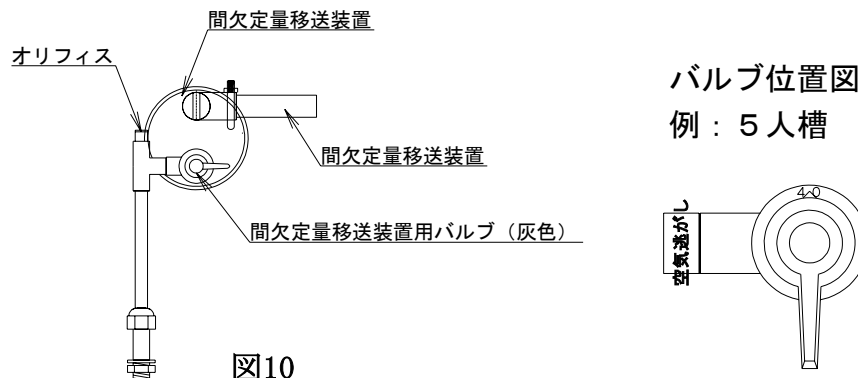 間欠定量移送装置
オリフィス
間欠定量移送装置
間欠定量移送装置用バルブ（灰色）
図10
バルブ位置図
例：５人槽
4~0
空気逃がし